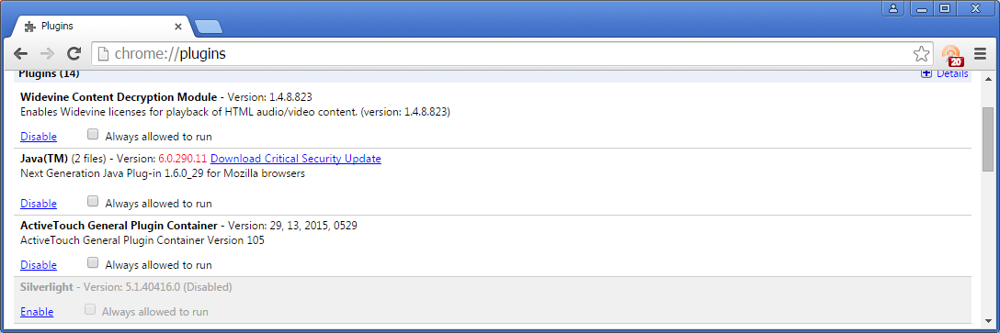 Plugins
chrome://plugins
20
Plugins (14)
Details
Widevine Content Decryption Module - Version: 1.4.8.823
Enables Widevine licenses for playback of HTML audio/video content. (version: 1.4.8.823)
Disable Always allowed to run
Java(TM) (2 files) - Version: 6.0.290.11 Download Critical Security Update
Next Generation Java Plug-in 1.6.0_29 for Mozilla browsers
Disable Always allowed to run
ActiveTouch General Plugin Container - Version: 29, 13, 2015, 0529
ActiveTouch General Plugin Container Version 105
Disable Always allowed to run
Silverlight - Version: 5.1.40416.0 (Disabled)
Enable Always allowed to run